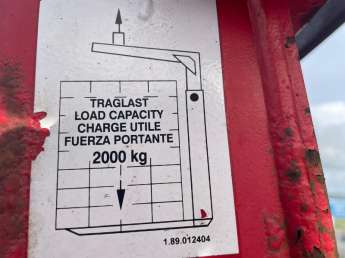 TRAGLAST
LOAD CAPACITY
CHARGE UTILE
FUERZA PORTANTE
2000 kg
1.89.012404